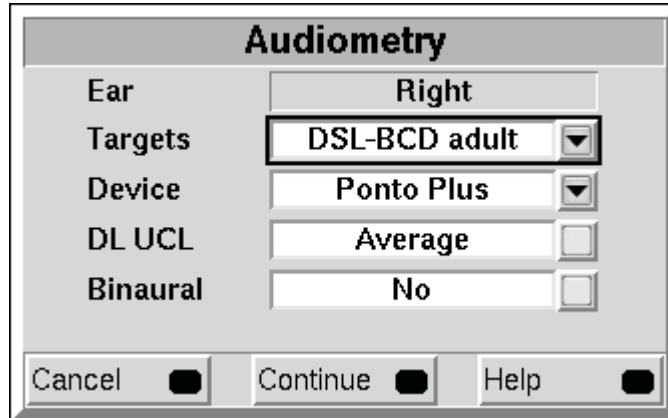 Audiometry
Ear Right
Targets DSL-BCD adult
Device Ponto Plus
DL UCL Average
Binaural No
Cancel Continue Help